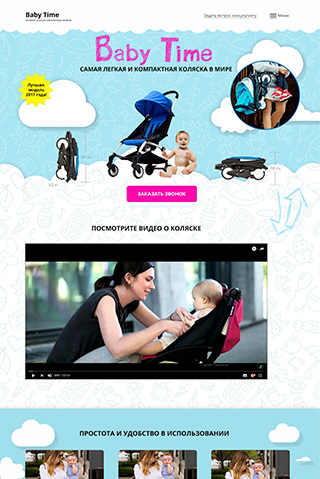 Baby Time
Задать вопрос консультанту
Меню
Baby Time
САМАЯ ЛЕГКАЯ И КОМПАКТНАЯ КОЛЯСКА В МИРЕ
Лучшая
модель
2017 года!
ЗАКАЗАТЬ ЗВОНОК
ПОСМОТРИТЕ ВИДЕО О КОЛЯСКЕ
ПРОСТОТА И УДОБСТВО В ИСПОЛЬЗОВАНИИ